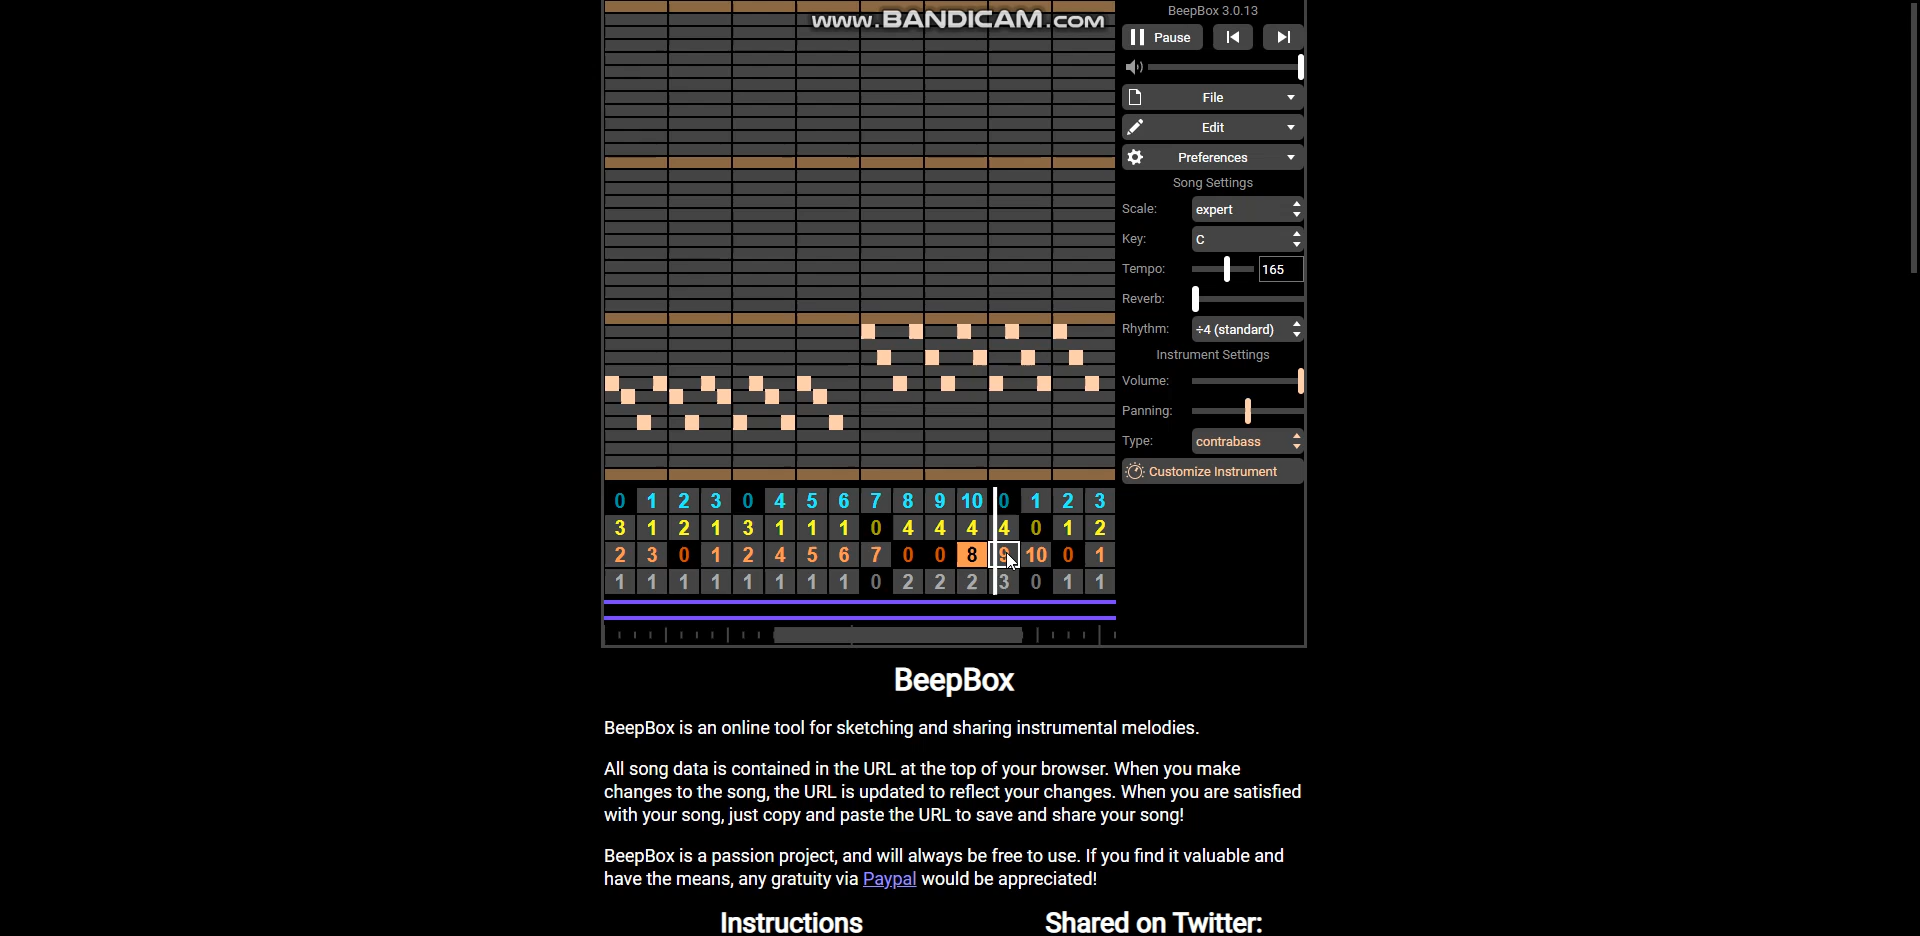 www.BANDICAM.com
BeepBox 3.0.13
Pause
File
Edit
Preferences
Song Settings
Scale: expert
Key: C
Tempo: 165
Reverb:
Rhythm: ÷4 (standard)
Instrument Settings
Volume:
Panning:
Type: contrabass
Customize Instrument
0 1 2 3 0 4 5 6 7 8 9 10 0 1 2 3
3 1 2 1 3 1 1 1 0 4 4 4 4 0 1 2
2 3 0 1 2 4 5 6 7 0 0 8 9 10 0 1
1 1 1 1 1 1 1 1 0 2 2 2 3 0 1 1
BeepBox
BeepBox is an online tool for sketching and sharing instrumental melodies.
All song data is contained in the URL at the top of your browser. When you make
changes to the song, the URL is updated to reflect your changes. When you are satisfied
with your song, just copy and paste the URL to save and share your song!
BeepBox is a passion project, and will always be free to use. If you find it valuable and
have the means, any gratuity via Paypal would be appreciated!
Instructions
Shared on Twitter: